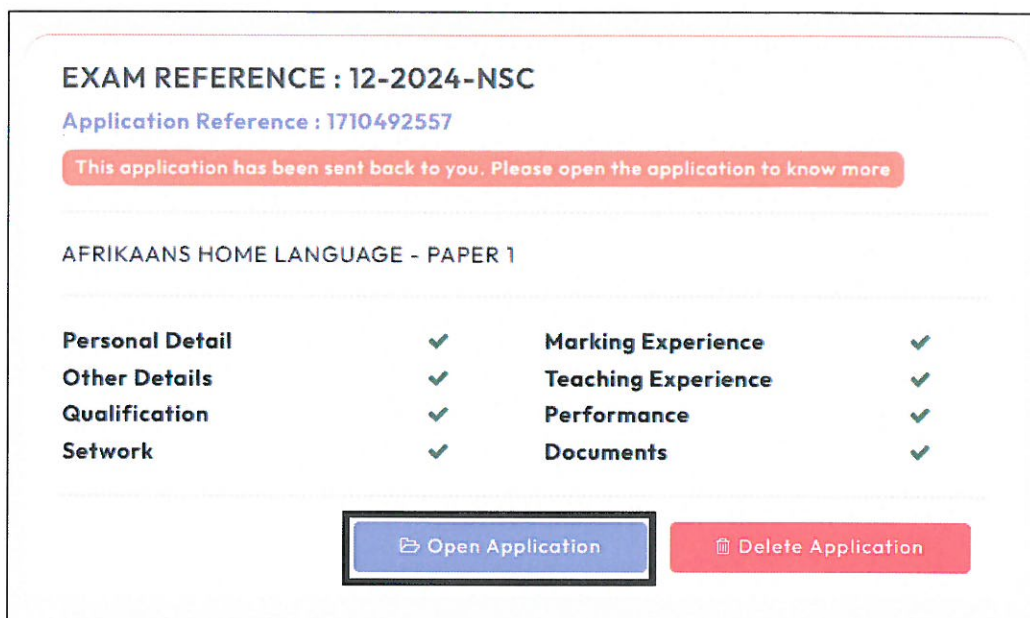 EXAM REFERENCE : 12-2024-NSC
Application Reference : 1710492557
This application has been sent back to you. Please open the application to know more
AFRIKAANS HOME LANGUAGE - PAPER 1
Personal Detail
Marking Experience
Other Details
Teaching Experience
Qualification
Performance
Setwork
Documents
Open Application
Delete Application